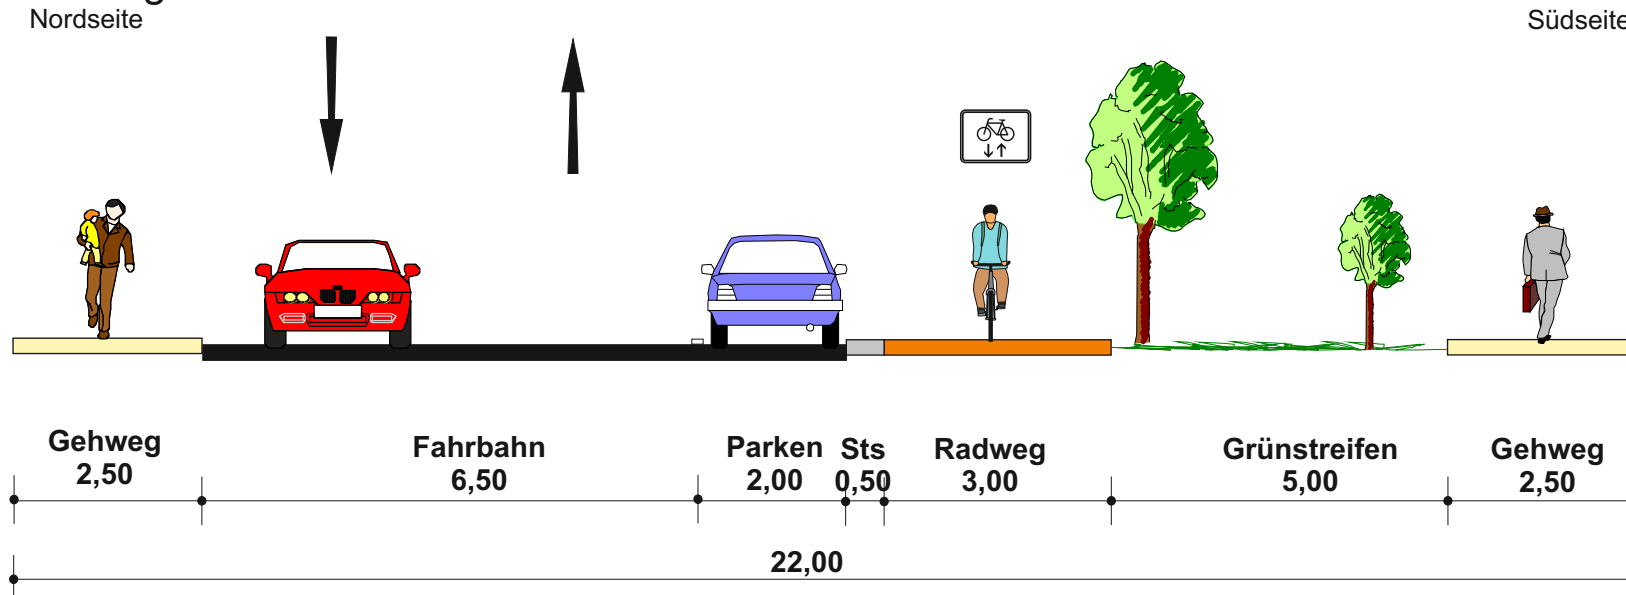 Nordseite
Südseite
Gehweg
2,50
Fahrbahn
6,50
Parken
2,00
Sts
0,50
Radweg
3,00
Grünstreifen
5,00
Gehweg
2,50
22,00